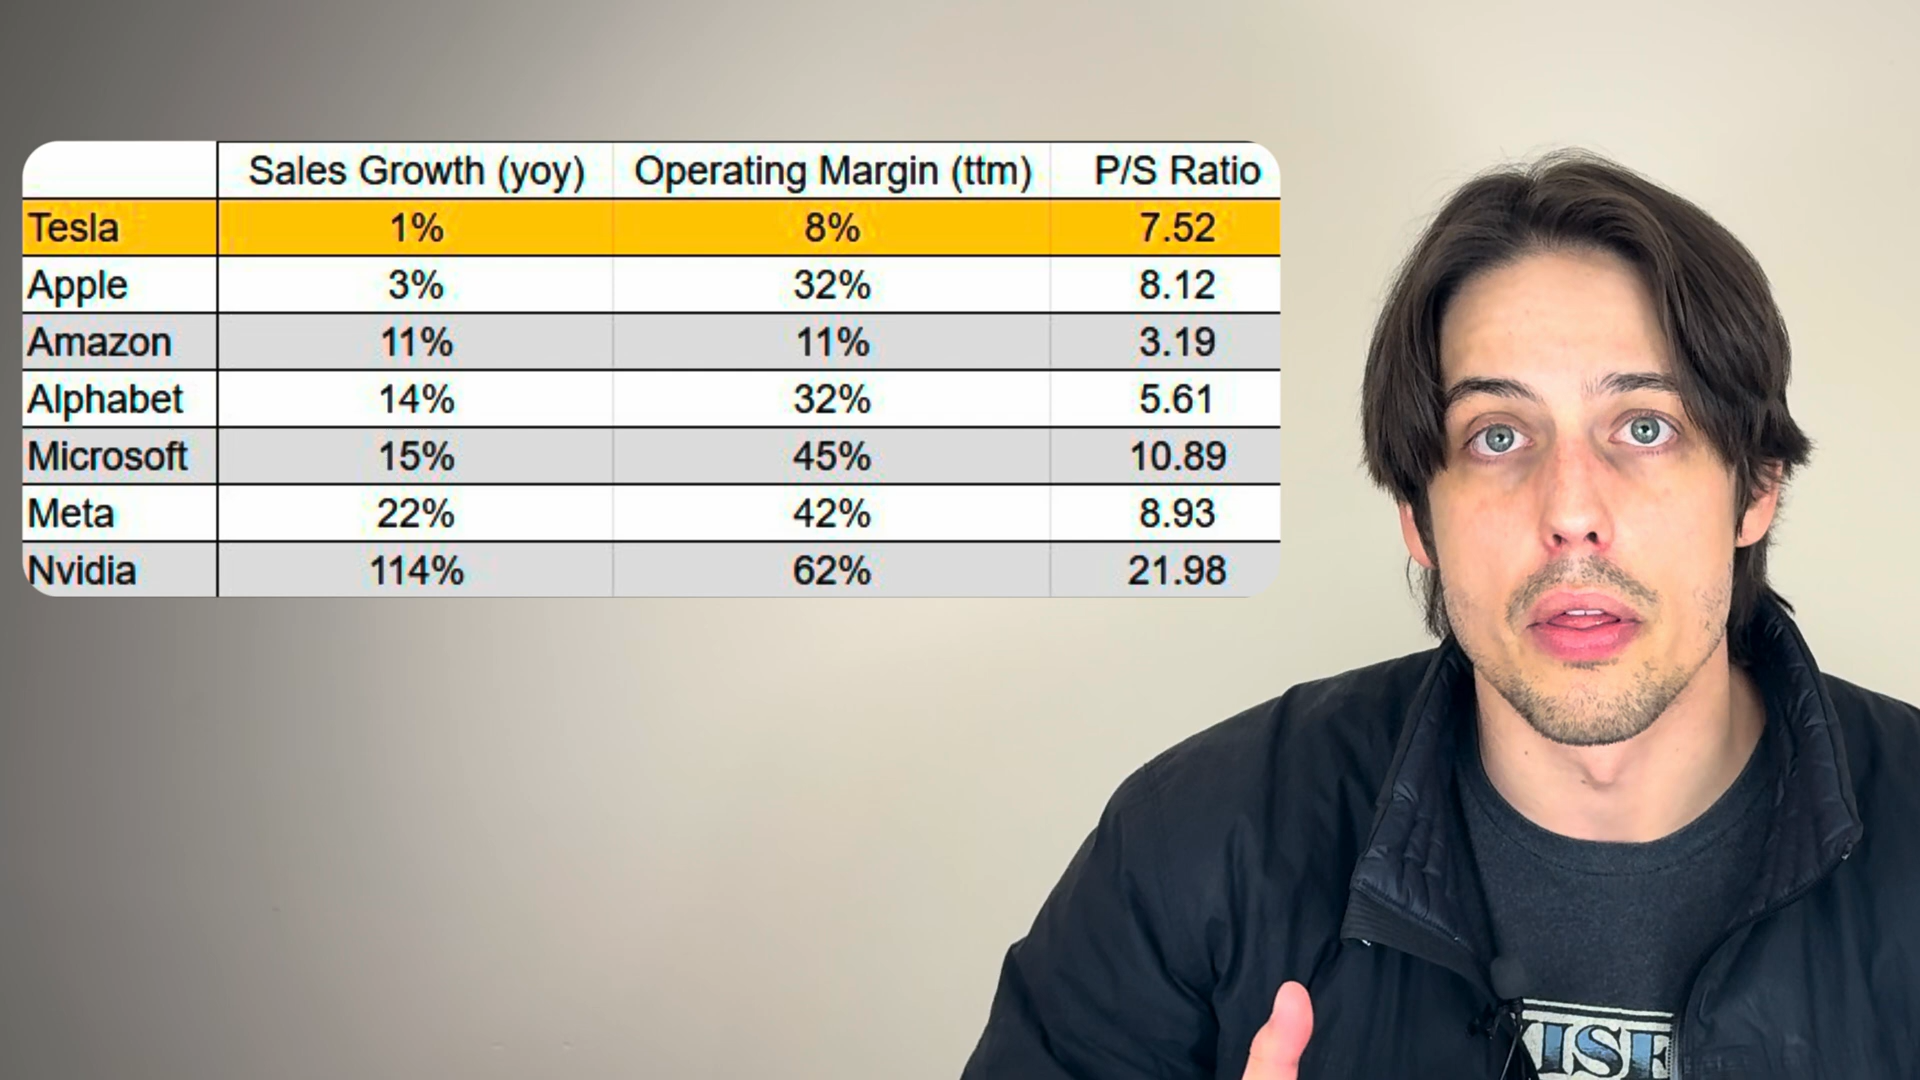 Sales Growth (yoy) Operating Margin (ttm) P/S Ratio
Tesla 1% 8% 7.52
Apple 3% 32% 8.12
Amazon 11% 11% 3.19
Alphabet 14% 32% 5.61
Microsoft 15% 45% 10.89
Meta 22% 42% 8.93
Nvidia 114% 62% 21.98